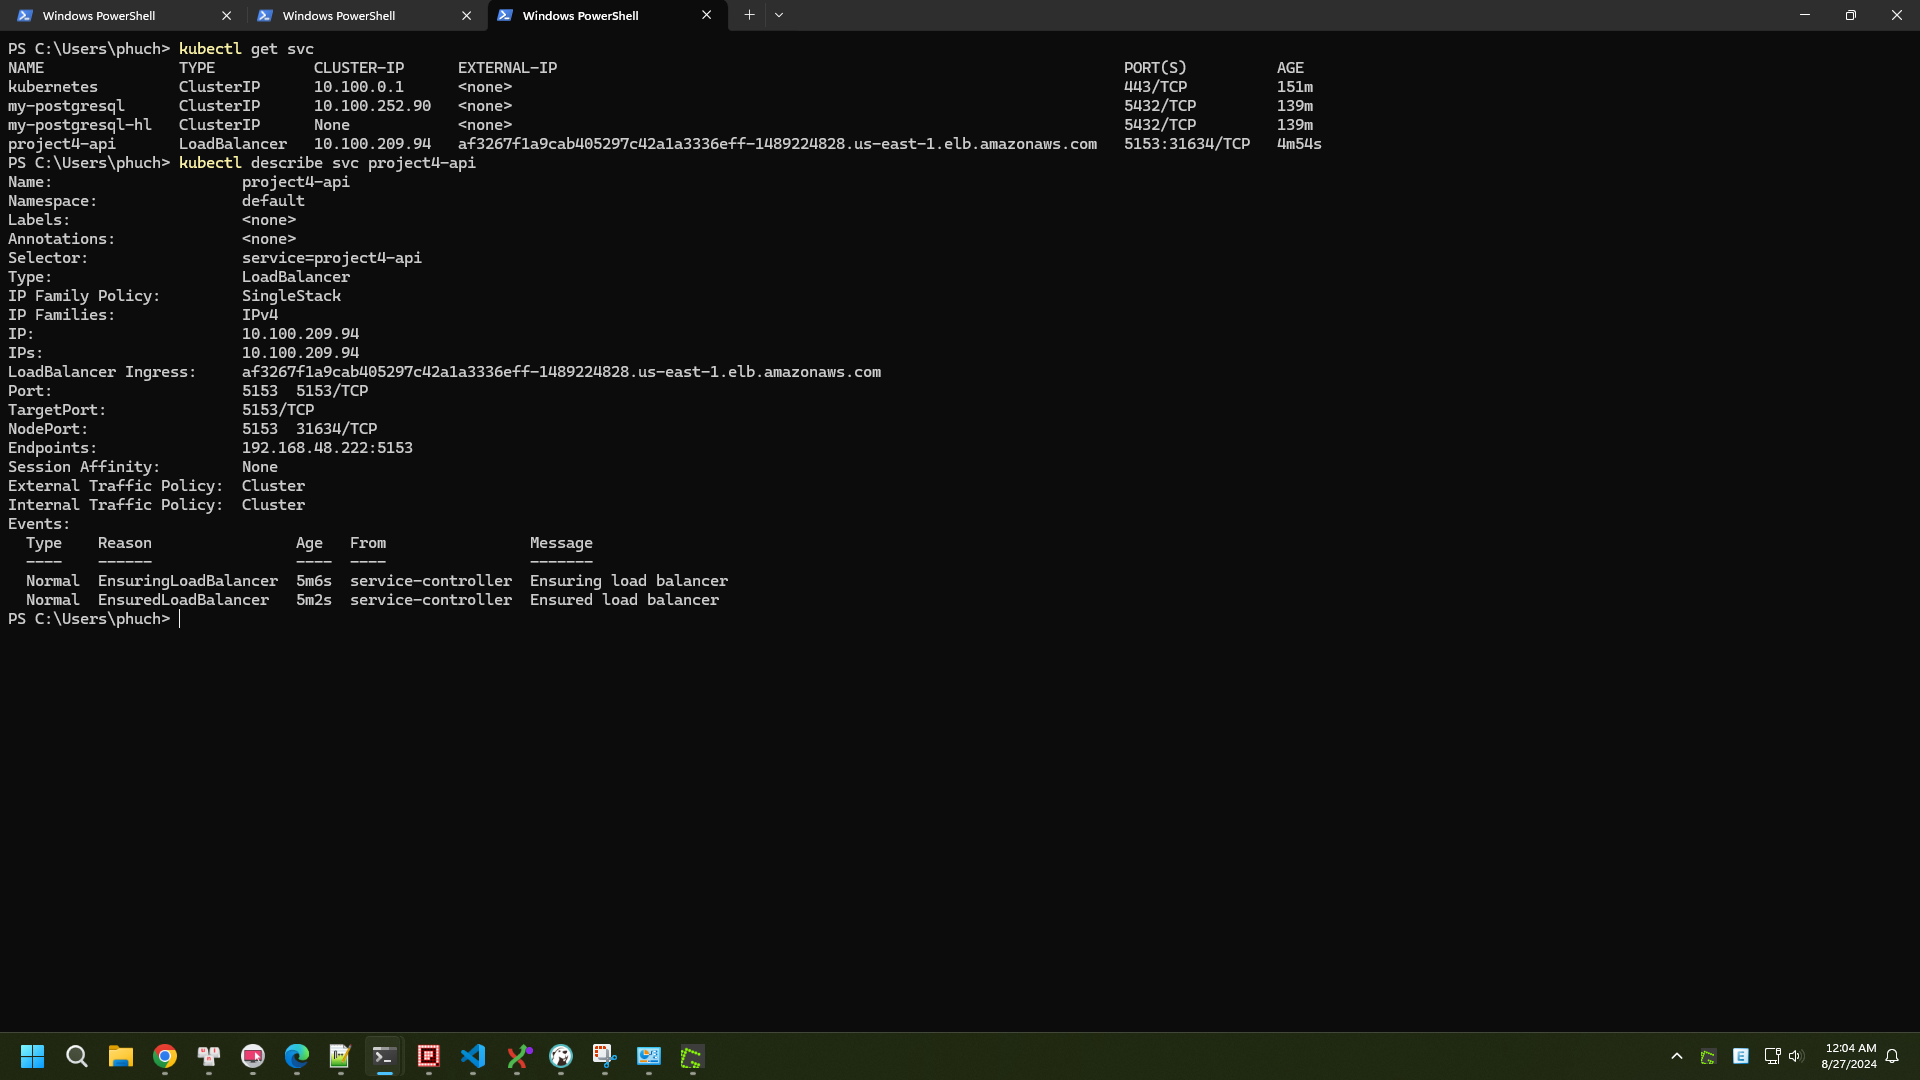 Windows PowerShell Windows PowerShell Windows PowerShell
PS C:\Users\phuch> kubectl get svc
NAME TYPE CLUSTER-IP EXTERNAL-IP PORT(S) AGE
kubernetes ClusterIP 10.100.0.1 <none> 443/TCP 151m
my-postgresql ClusterIP 10.100.252.90 <none> 5432/TCP 139m
my-postgresql-hl ClusterIP None <none> 5432/TCP 139m
project4-api LoadBalancer 10.100.209.94 af3267f1a9cab405297c42a1a3336eff-1489224828.us-east-1.elb.amazonaws.com 5153:31634/TCP 4m54s
PS C:\Users\phuch> kubectl describe svc project4-api
Name: project4-api
Namespace: default
Labels: <none>
Annotations: <none>
Selector: service=project4-api
Type: LoadBalancer
IP Family Policy: SingleStack
IP Families: IPv4
IP: 10.100.209.94
IPs: 10.100.209.94
LoadBalancer Ingress: af3267f1a9cab405297c42a1a3336eff-1489224828.us-east-1.elb.amazonaws.com
Port: 5153 5153/TCP
TargetPort: 5153/TCP
NodePort: 5153 31634/TCP
Endpoints: 192.168.48.222:5153
Session Affinity: None
External Traffic Policy: Cluster
Internal Traffic Policy: Cluster
Events:
Type Reason Age From Message
---- ------ ---- ---- -------
Normal EnsuringLoadBalancer 5m6s service-controller Ensuring load balancer
Normal EnsuredLoadBalancer 5m2s service-controller Ensured load balancer
PS C:\Users\phuch>
12:04 AM
8/27/2024